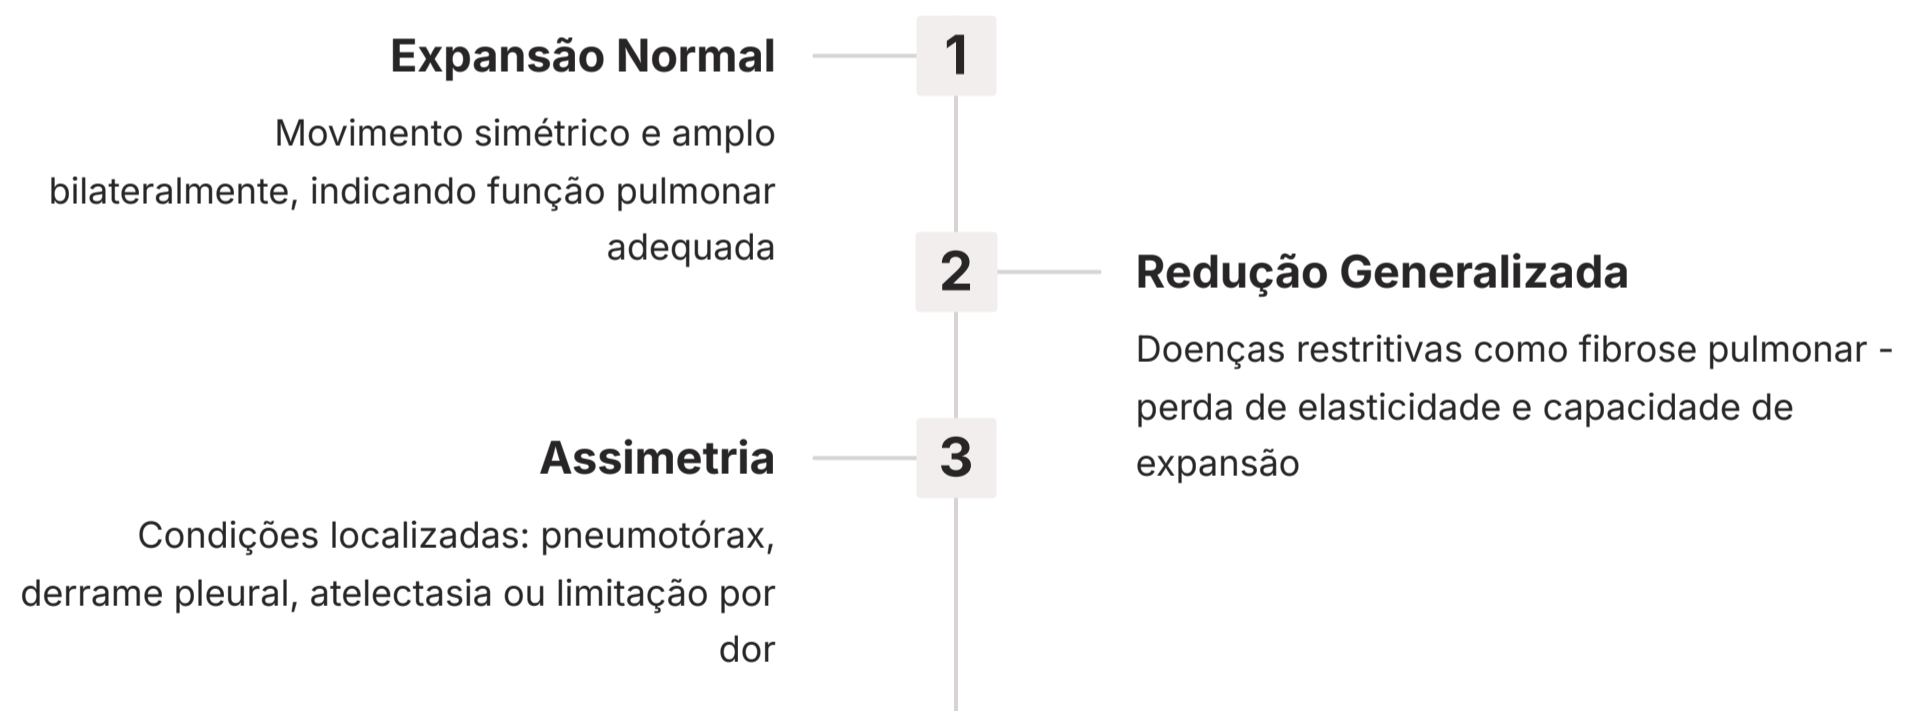 Expansão Normal
1
Movimento simétrico e amplo
bilateralmente, indicando função pulmonar
adequada
2
Redução Generalizada
Doenças restritivas como fibrose pulmonar -
perda de elasticidade e capacidade de
expansão
Assimetria
3
Condições localizadas: pneumotórax,
derrame pleural, atelectasia ou limitação por
dor